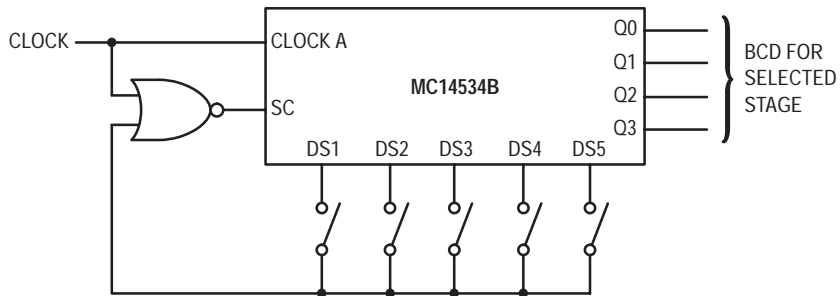 CLOCK
CLOCK A
SC
MC14534B
Q0
Q1
Q2
Q3
BCD FOR
SELECTED
STAGE
DS1 DS2 DS3 DS4 DS5